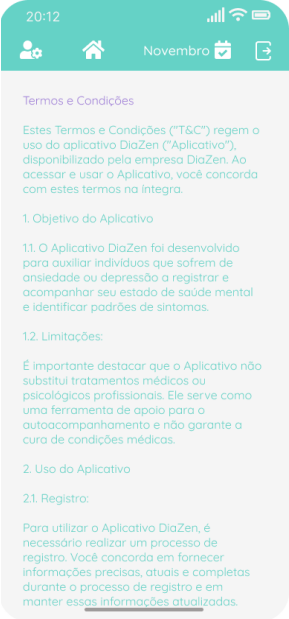 20:12
Novembro
Termos e Condições
Estes Termos e Condições ("T&C") regem o
uso do aplicativo DiaZen ("Aplicativo"),
disponibilizado pela empresa DiaZen. Ao
acessar e usar o Aplicativo, você concorda
com estes termos na íntegra.
1. Objetivo do Aplicativo
1.1. O Aplicativo DiaZen foi desenvolvido
para auxiliar indivíduos que sofrem de
ansiedade ou depressão a registrar e
acompanhar seu estado de saúde mental
e identificar padrões de sintomas.
1.2. Limitações:
É importante destacar que o Aplicativo não
substitui tratamentos médicos ou
psicológicos profissionais. Ele serve como
uma ferramenta de apoio para o
autoacompanhamento e não garante a
cura de condições médicas.
2. Uso do Aplicativo
2.1. Registro:
Para utilizar o Aplicativo DiaZen, é
necessário realizar um processo de
registro. Você concorda em fornecer
informações precisas, atuais e completas
durante o processo de registro e em
manter essas informações atualizadas.